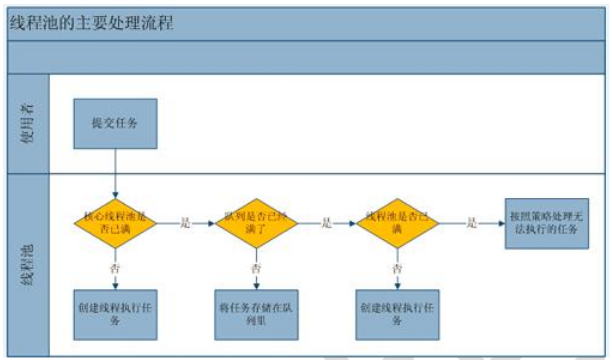 线程池的主要处理流程
使用者
提交任务
线程池
核心线程池是
否已满
是
队列是否已经
满了
是
线程池是否已
满
是
按照策略处理无
法执行的任务
否
否
否
创建线程执行任
务
将任务存储在队
列里
创建线程执行任
务